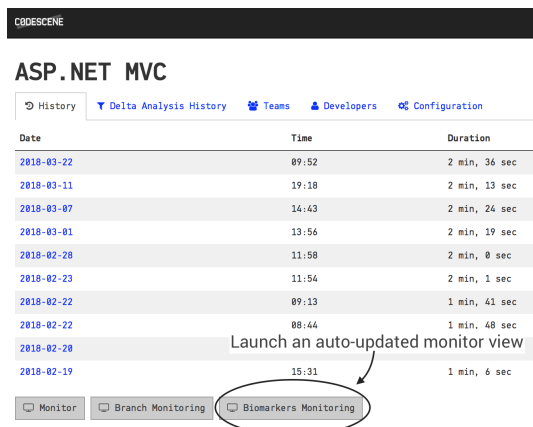 CODESCENE
ASP.NET MVC
History Delta Analysis History Teams Developers Configuration
Date Time Duration
2018-03-22 09:52 2 min, 36 sec
2018-03-11 19:18 2 min, 13 sec
2018-03-07 14:43 2 min, 24 sec
2018-03-01 13:56 2 min, 19 sec
2018-02-28 11:58 2 min, 0 sec
2018-02-23 11:54 2 min, 1 sec
2018-02-22 09:13 1 min, 41 sec
2018-02-22 08:44 1 min, 48 sec
Launch an auto-updated monitor view
2018-02-20
2018-02-19 15:31 1 min, 6 sec
Monitor Branch Monitoring Biomarkers Monitoring